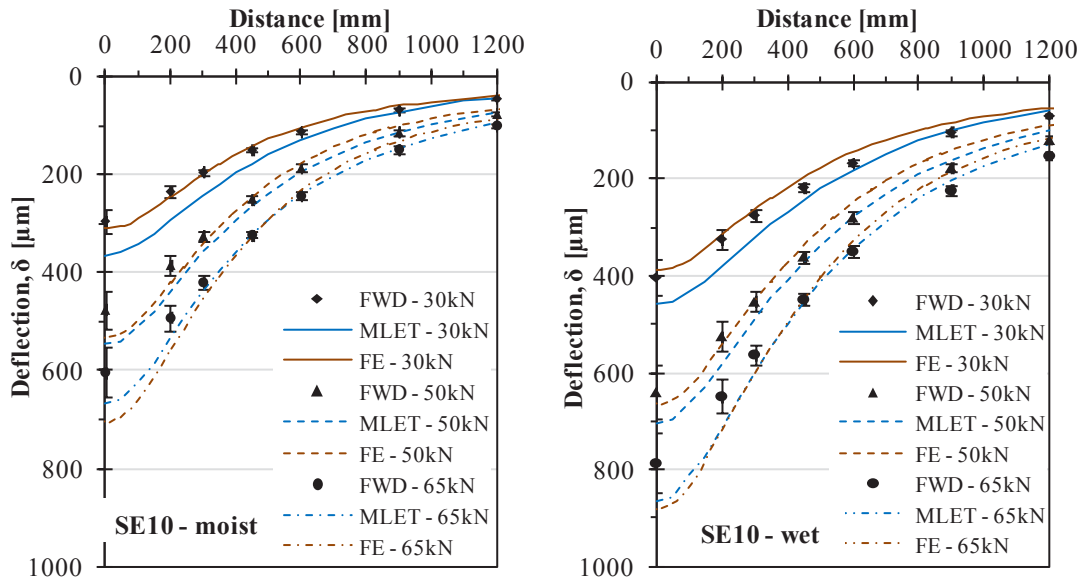 Distance [mm]
0 200 400 600 800 1000 1200
0
200
400
600
800
1000
Deflection, δ [µm]
FWD - 30kN
MLET - 30kN
FE - 30kN
FWD - 50kN
MLET - 50kN
FE - 50kN
FWD - 65kN
MLET - 65kN
FE - 65kN
SE10 - moist
Distance [mm]
0 200 400 600 800 1000 1200
0
200
400
600
800
1000
Deflection, δ [µm]
FWD - 30kN
MLET - 30kN
FE - 30kN
FWD - 50kN
MLET - 50kN
FE - 50kN
FWD - 65kN
MLET - 65kN
FE - 65kN
SE10 - wet